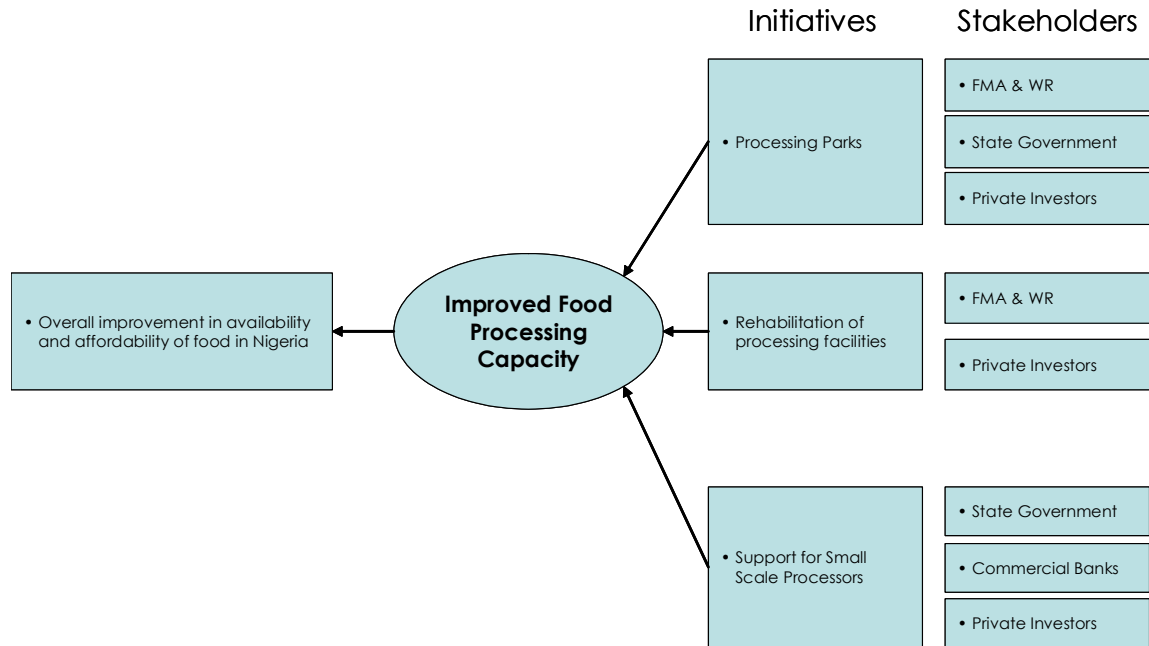 Initiatives
Stakeholders
• Processing Parks
• FMA & WR
• State Government
• Private Investors
• Overall improvement in availability
and affordability of food in Nigeria
Improved Food
Processing
Capacity
• Rehabilitation of
processing facilities
• FMA & WR
• Private Investors
• Support for Small
Scale Processors
• State Government
• Commercial Banks
• Private Investors